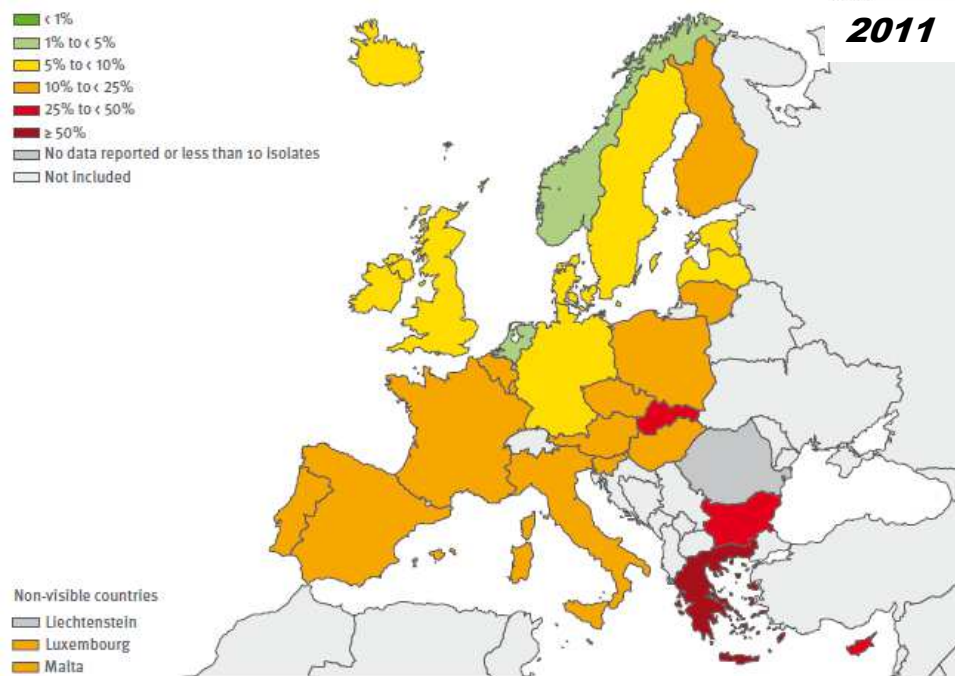 < 1%
1% to < 5%
5% to < 10%
10% to < 25%
25% to < 50%
≥ 50%
No data reported or less than 10 isolates
Not included
2011
Non-visible countries
Liechtenstein
Luxembourg
Malta